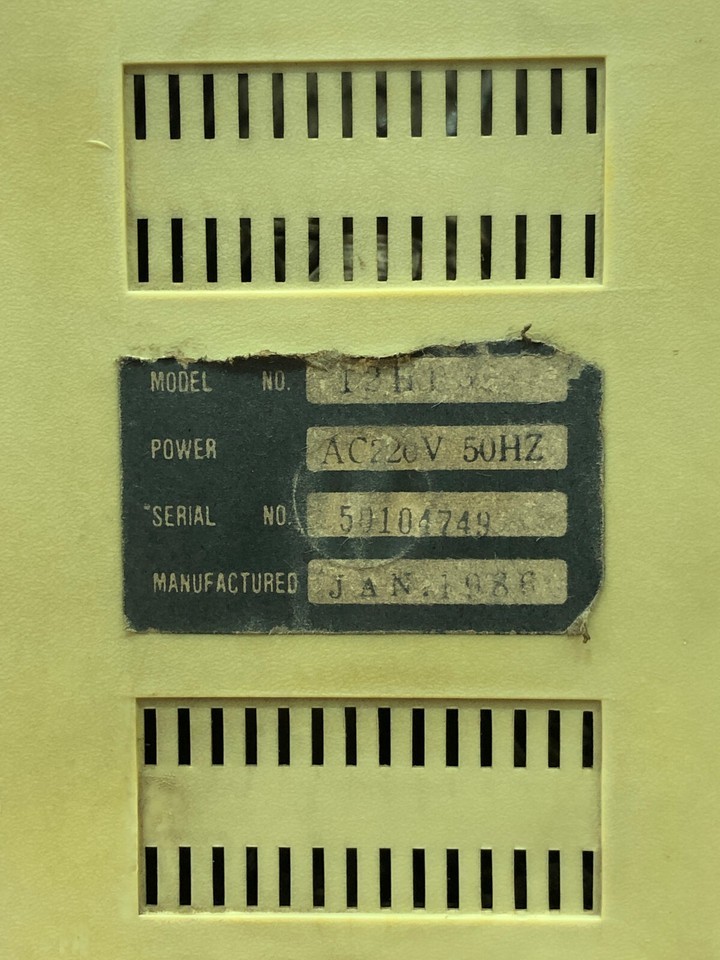 MODEL NO.
POWER AC220V 50HZ
SERIAL NO. 50104749
MANUFACTURED JAN.1986